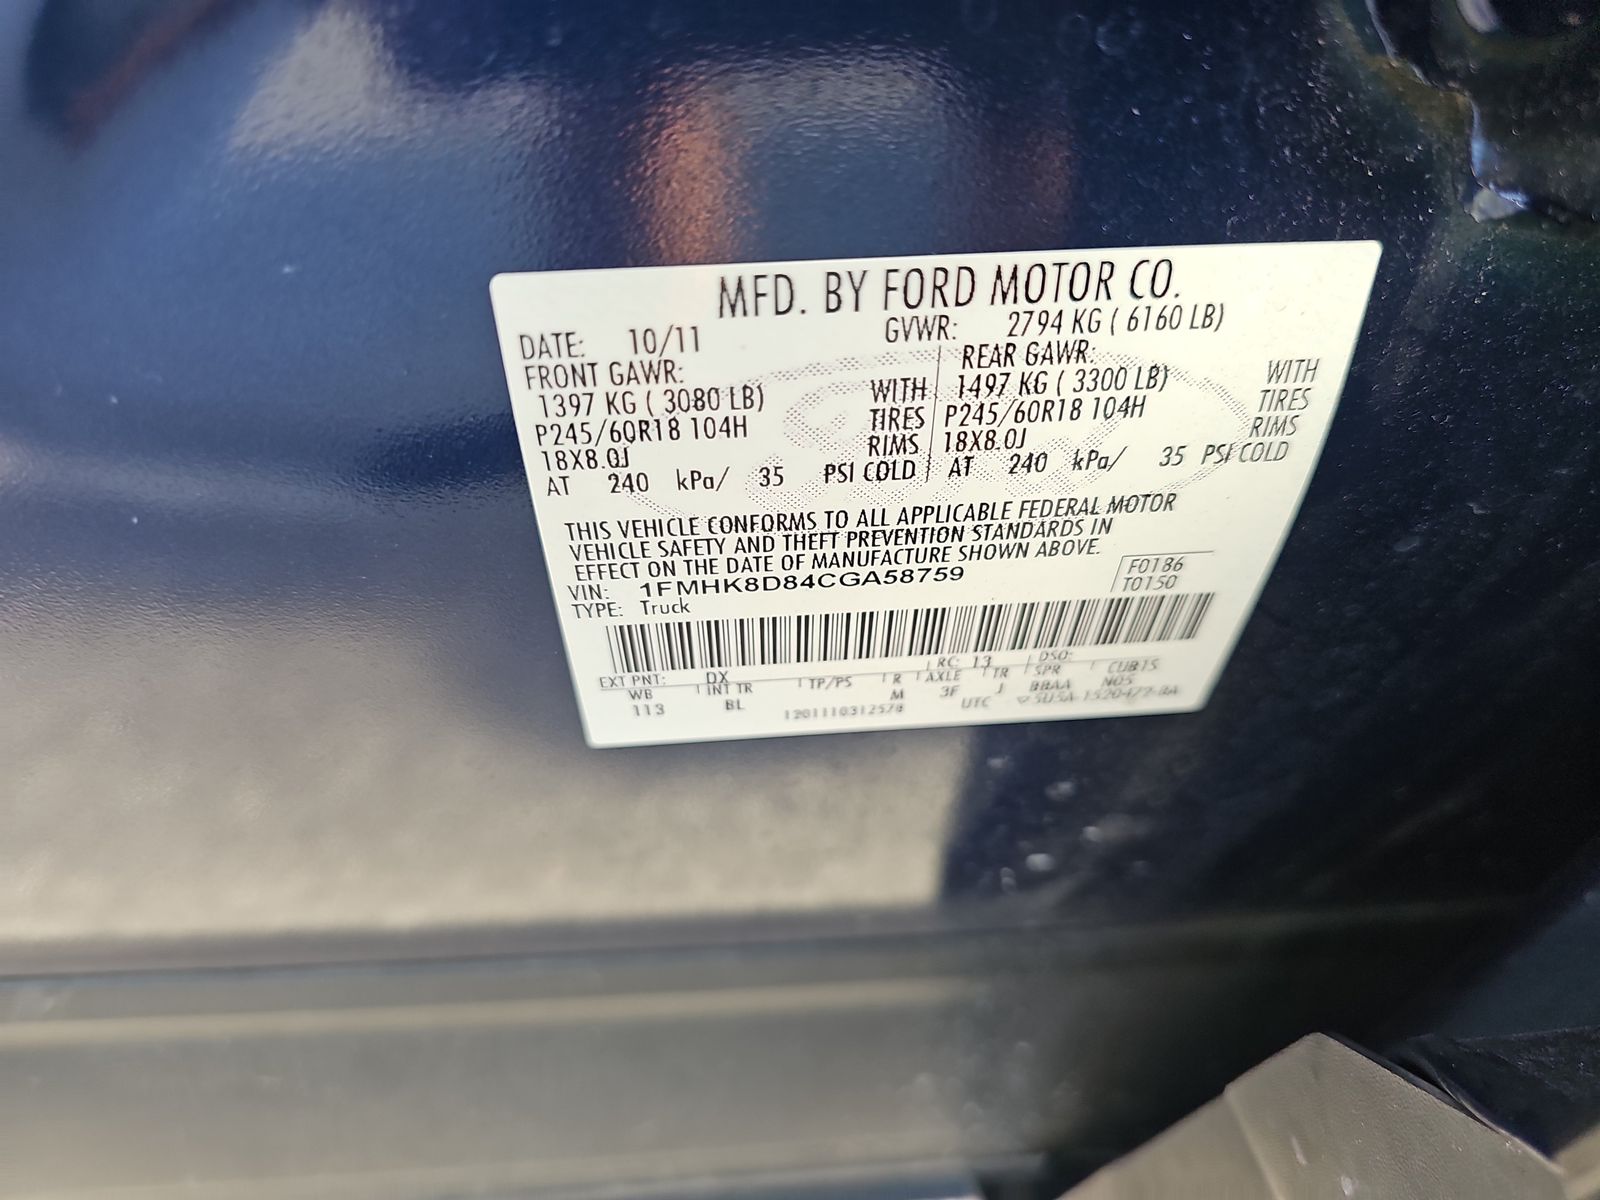 MFD. BY FORD MOTOR CO.
DATE: 10/11 GVWR: 2794 KG ( 6160 LB)
FRONT GAWR: REAR GAWR:
1397 KG ( 3080 LB) WITH 1497 KG ( 3300 LB) WITH
P245/60R18 104H TIRES P245/60R18 104H TIRES
18X8.0J RIMS 18X8.0J RIMS
AT 240 kPa/ 35 PSI COLD AT 240 kPa/ 35 PSI COLD
THIS VEHICLE CONFORMS TO ALL APPLICABLE FEDERAL MOTOR
VEHICLE SAFETY AND THEFT PREVENTION STANDARDS IN
EFFECT ON THE DATE OF MANUFACTURE SHOWN ABOVE.
VIN: 1FMHK8D84CGA58759 F0186
TYPE: Truck T0150
EXT PNT: DX RC: 13 DSO:
WB INT TR TP/PS R AXLE TR SPR
113 BL M 3F J BBAA
1201110312578 UTC